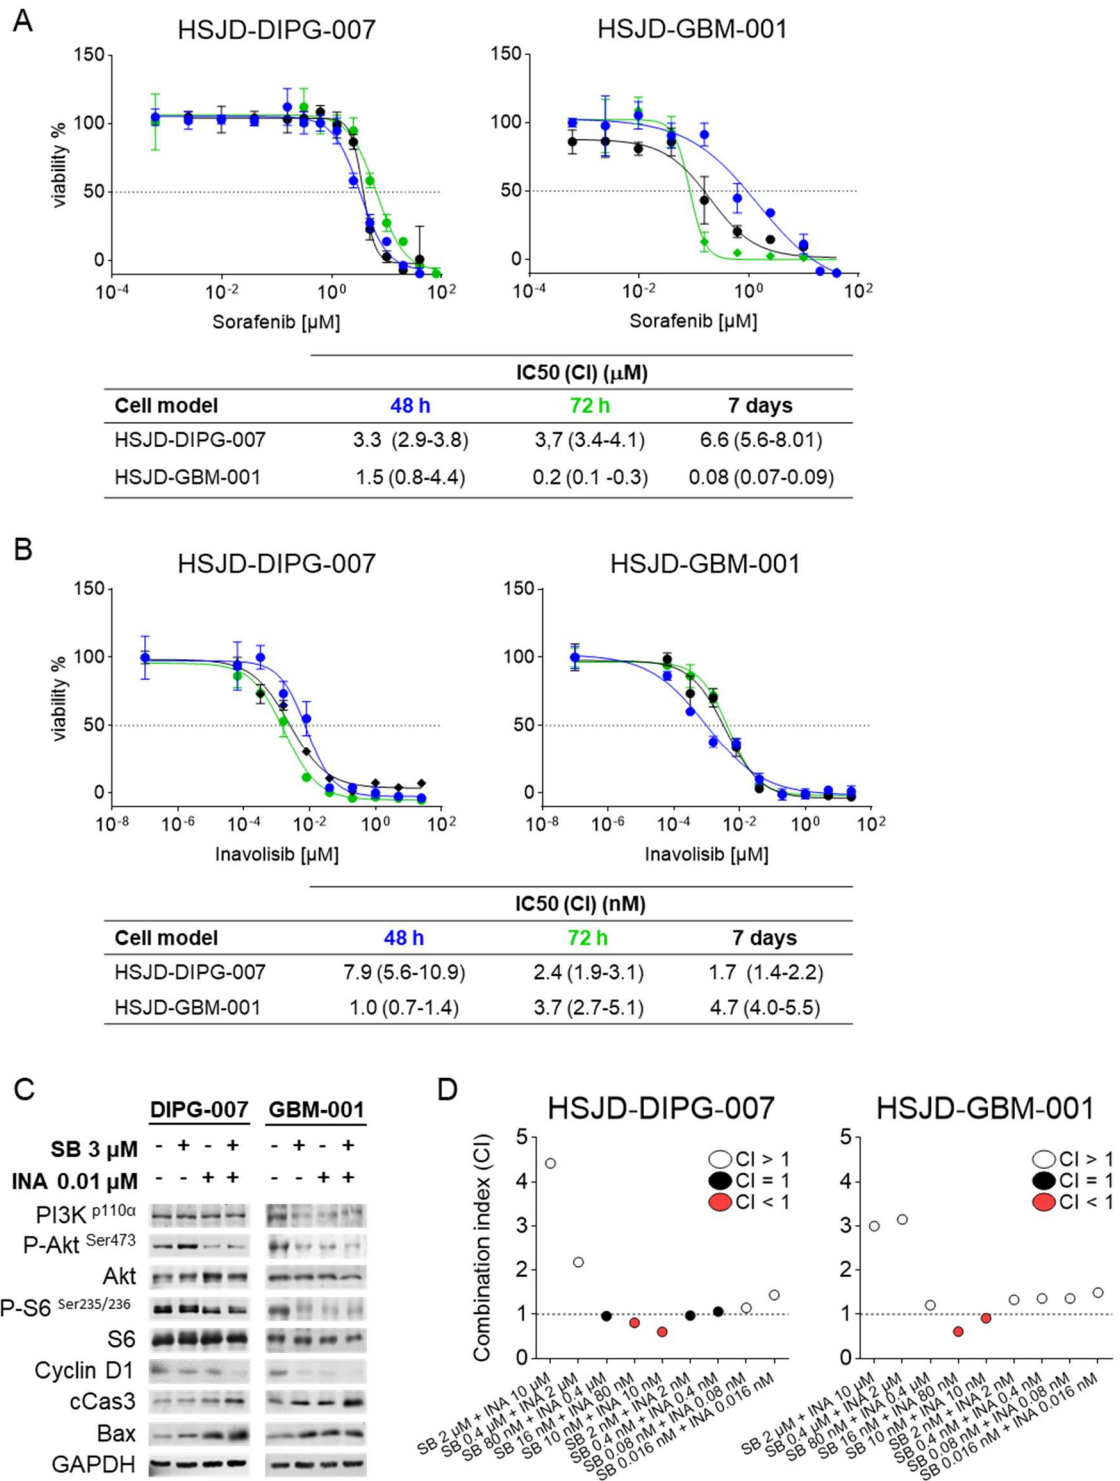 A
HSJD-DIPG-007
HSJD-GBM-001
150
100
50
0
viability %
10-4
10-2
100
102
Sorafenib [µM]
150
100
50
0
10-4
10-2
100
102
Sorafenib [µM]
IC50 (CI) (µM)
Cell model 48 h 72 h 7 days
HSJD-DIPG-007 3.3 (2.9-3.8) 3,7 (3.4-4.1) 6.6 (5.6-8.01)
HSJD-GBM-001 1.5 (0.8-4.4) 0.2 (0.1 -0.3) 0.08 (0.07-0.09)
B
HSJD-DIPG-007
HSJD-GBM-001
150
100
50
0
viability %
10-8
10-6
10-4
10-2
100
102
Inavolisib [µM]
150
100
50
0
10-8
10-6
10-4
10-2
100
102
Inavolisib [µM]
IC50 (CI) (nM)
Cell model 48 h 72 h 7 days
HSJD-DIPG-007 7.9 (5.6-10.9) 2.4 (1.9-3.1) 1.7 (1.4-2.2)
HSJD-GBM-001 1.0 (0.7-1.4) 3.7 (2.7-5.1) 4.7 (4.0-5.5)
C
DIPG-007 GBM-001
SB 3 µM - + - + - + - +
INA 0.01 µM - - + + - - + +
PI3K p110α
P-Akt Ser473
Akt
P-S6 Ser235/236
S6
Cyclin D1
cCas3
Bax
GAPDH
D
HSJD-DIPG-007
HSJD-GBM-001
Combination index (CI)
5
4
3
2
1
0
CI > 1
CI = 1
CI < 1
SB 2 µM + INA 10 µM
SB 0.4 µM + INA 2 µM
SB 80 nM + INA 0.4 µM
SB 16 nM + INA 80 nM
SB 10 nM + INA 10 nM
SB 2 nM + INA 2 nM
SB 0.4 nM + INA 0.4 nM
SB 0.08 nM + INA 0.08 nM
SB 0.016 nM + INA 0.016 nM
5
4
3
2
1
0
CI > 1
CI = 1
CI < 1
SB 2 µM + INA 10 µM
SB 0.4 µM + INA 2 µM
SB 80 nM + INA 0.4 µM
SB 16 nM + INA 80 nM
SB 10 nM + INA 10 nM
SB 2 nM + INA 2 nM
SB 0.4 nM + INA 0.4 nM
SB 0.08 nM + INA 0.08 nM
SB 0.016 nM + INA 0.016 nM